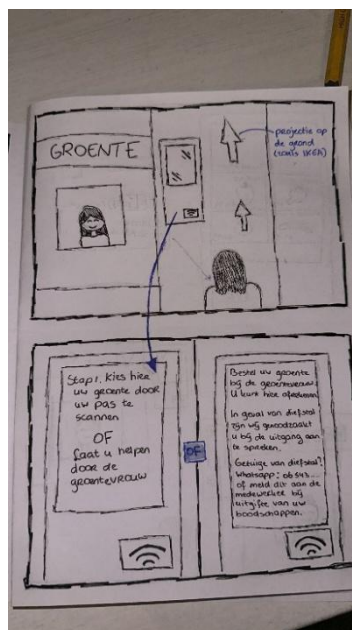 GROENTE
projectie op
de grond
(zoals IKEA)
Stap 1. Kies hier
uw groente door
uw pas te
scannen
OF
Laat u helpen
door de
groenteVROUW
OF
Bestel uw groente
bij de groentevrouw.
U kunt hier afrekenen.
In geval van diefstal
zijn wij genoodzaakt
u bij de uitgang aan
te spreken.
Getuige van diefstal?
Whatsapp: 06 543...
of meld dit aan de
medewerker bij
uitgifte van uw
boodschappen.